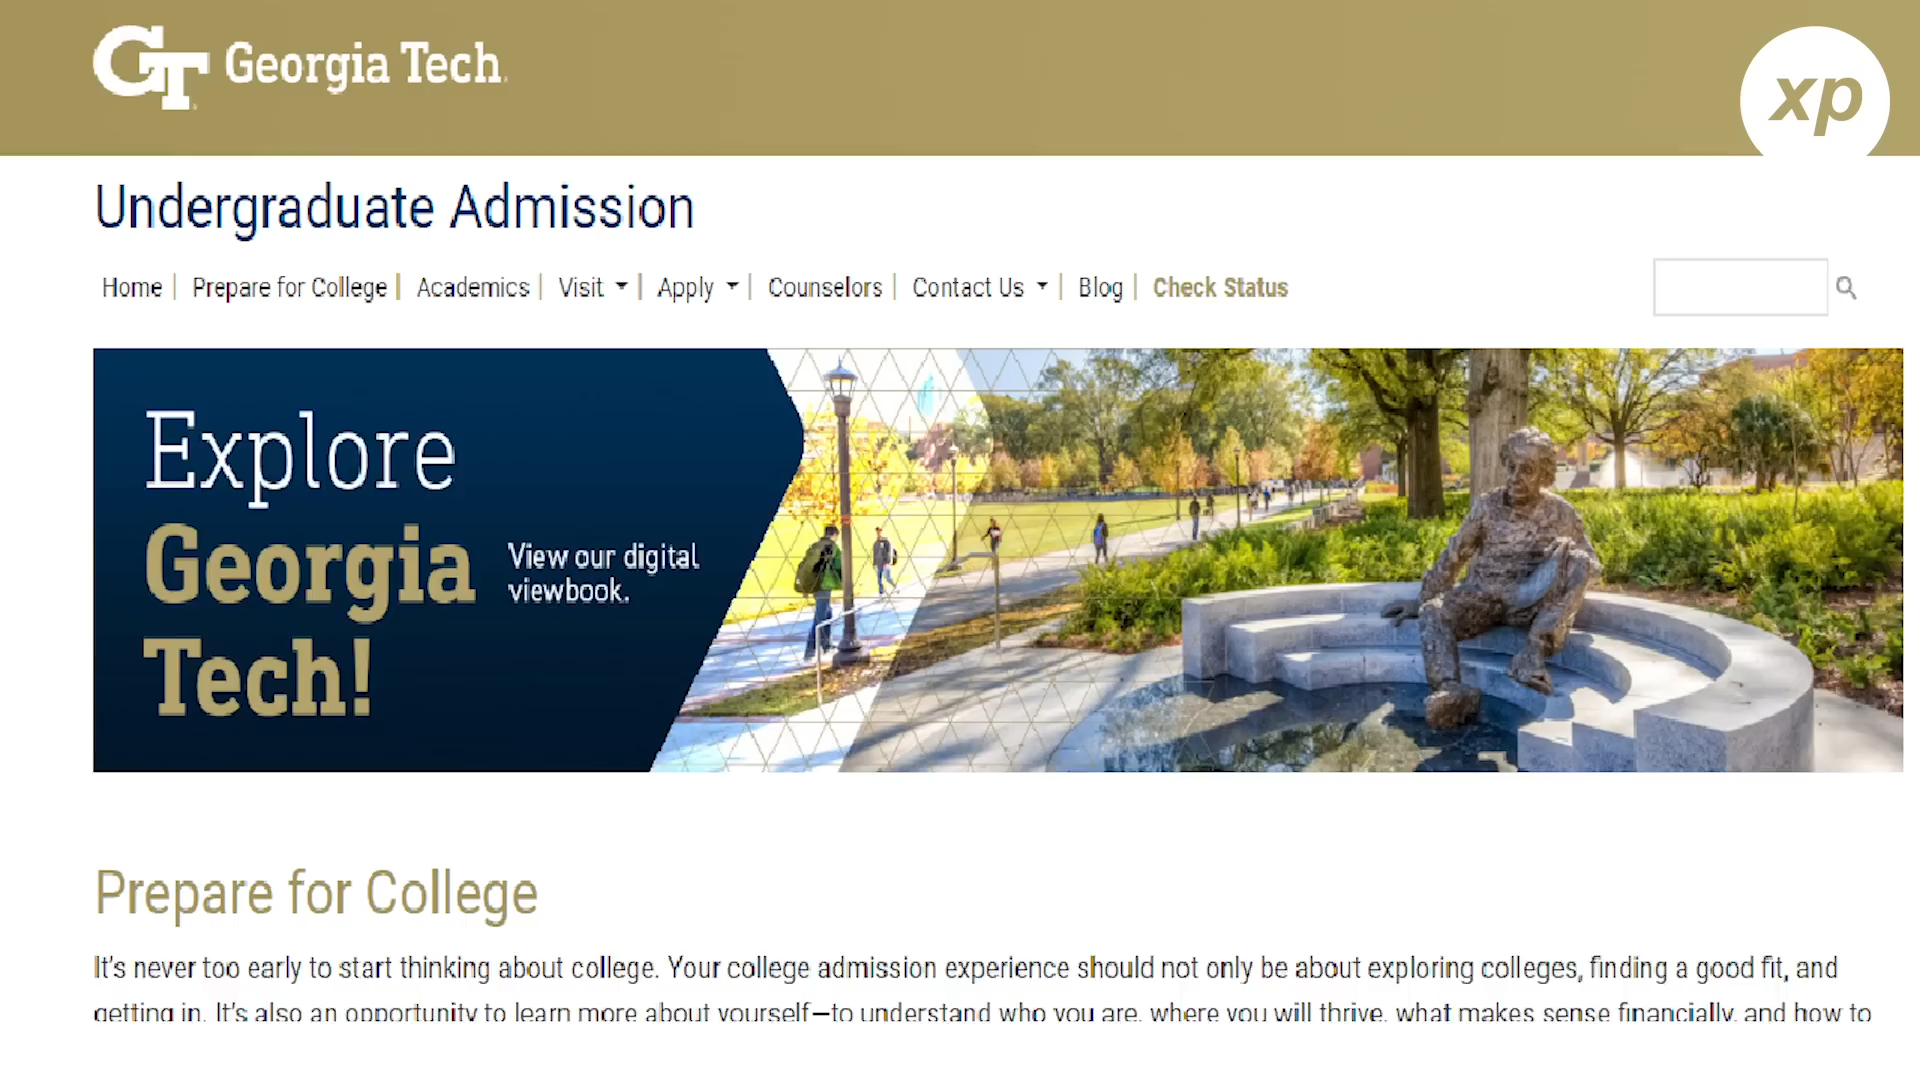 GT Georgia Tech
xp
Undergraduate Admission
Home Prepare for College Academics Visit Apply Counselors Contact Us Blog Check Status
Explore
Georgia
Tech!
View our digital
viewbook.
Prepare for College
It's never too early to start thinking about college. Your college admission experience should not only be about exploring colleges, finding a good fit, and
getting in. It's also an opportunity to learn more about yourself—to understand who you are, where you will thrive, what makes sense financially, and how to